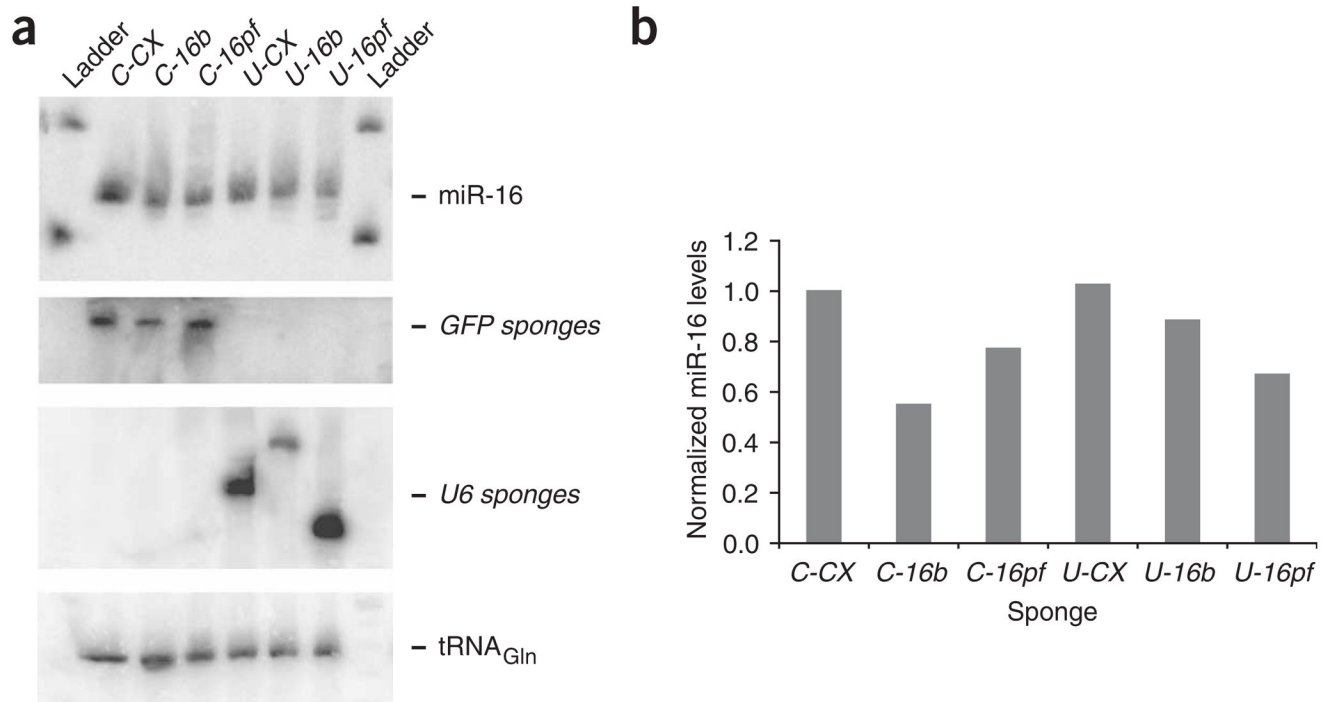 a
Ladder
C-CX
C-16b
C-16pf
U-CX
U-16b
U-16pf
Ladder
– miR-16
– GFP sponges
– U6 sponges
– tRNAGln
b
Normalized miR-16 levels
1.2
1.0
0.8
0.6
0.4
0.2
0.0
C-CX C-16b C-16pf U-CX U-16b U-16pf
Sponge